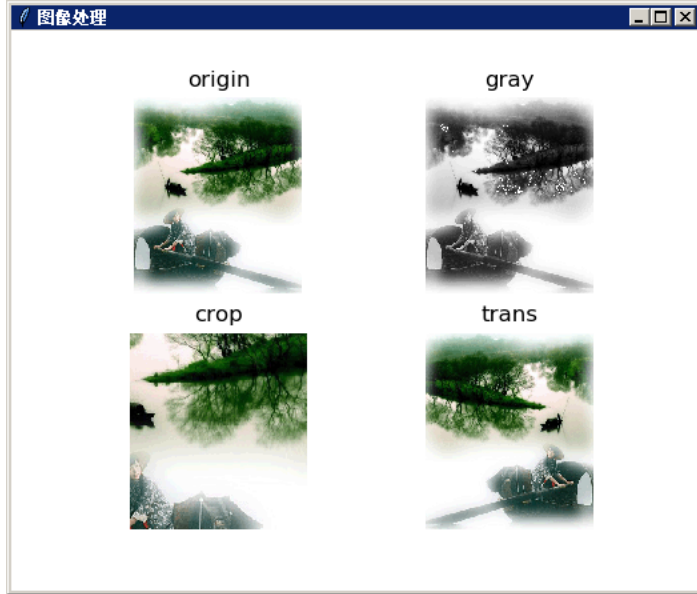 图像处理
origin
gray
crop
trans